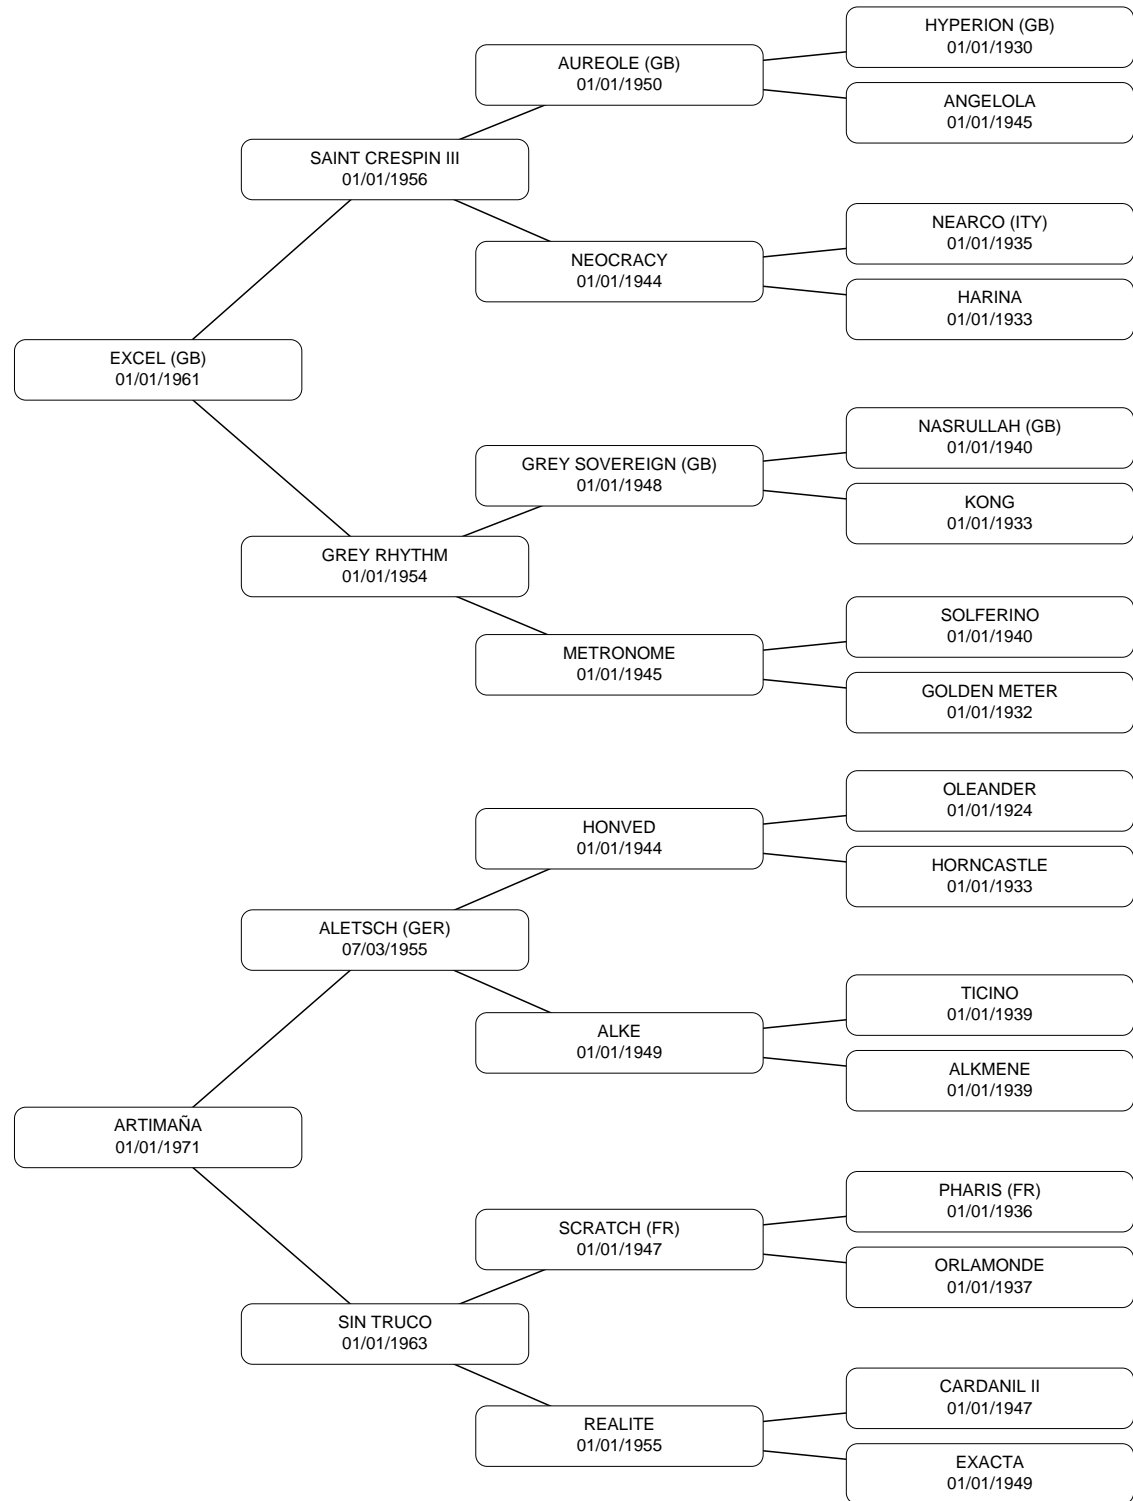 HYPERION (GB)
01/01/1930
AUREOLE (GB)
01/01/1950
ANGELOLA
01/01/1945
SAINT CRESPIN III
01/01/1956
NEARCO (ITY)
01/01/1935
NEOCRACY
01/01/1944
HARINA
01/01/1933
EXCEL (GB)
01/01/1961
NASRULLAH (GB)
01/01/1940
GREY SOVEREIGN (GB)
01/01/1948
KONG
01/01/1933
GREY RHYTHM
01/01/1954
SOLFERINO
01/01/1940
METRONOME
01/01/1945
GOLDEN METER
01/01/1932
OLEANDER
01/01/1924
HONVED
01/01/1944
HORNCASTLE
01/01/1933
ALETSCH (GER)
07/03/1955
TICINO
01/01/1939
ALKE
01/01/1949
ALKMENE
01/01/1939
ARTIMAÑA
01/01/1971
PHARIS (FR)
01/01/1936
SCRATCH (FR)
01/01/1947
ORLAMONDE
01/01/1937
SIN TRUCO
01/01/1963
CARDANIL II
01/01/1947
REALITE
01/01/1955
EXACTA
01/01/1949